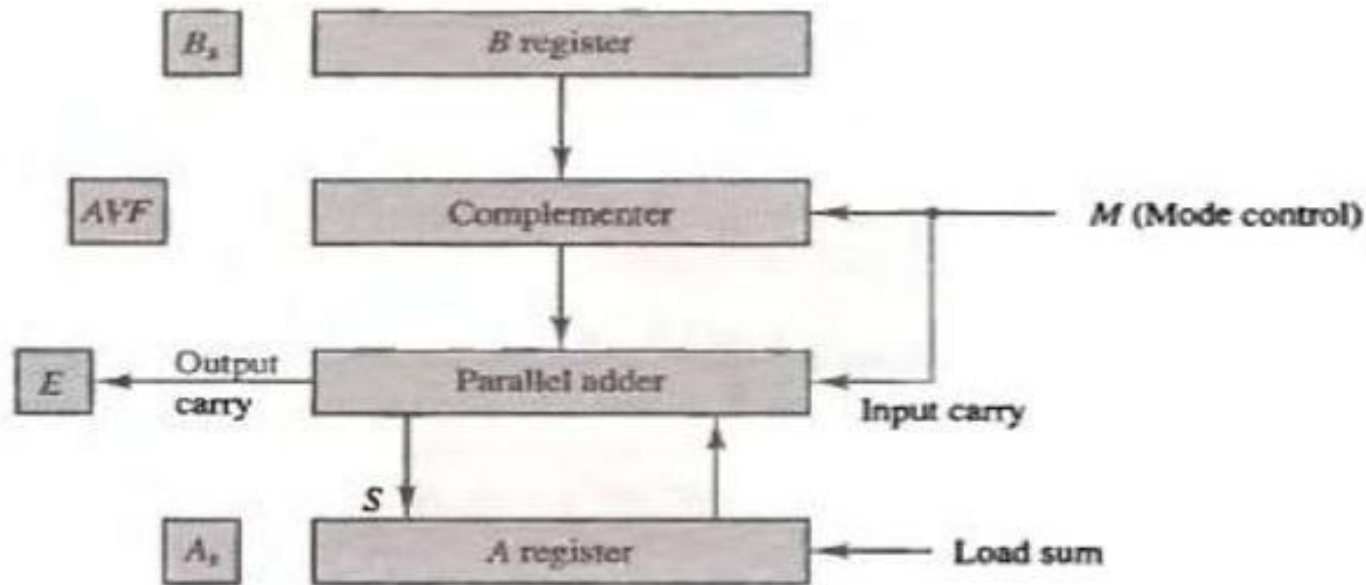 Bs B register
AVF Complementer M (Mode control)
E Output carry Parallel adder Input carry
S
As A register Load sum